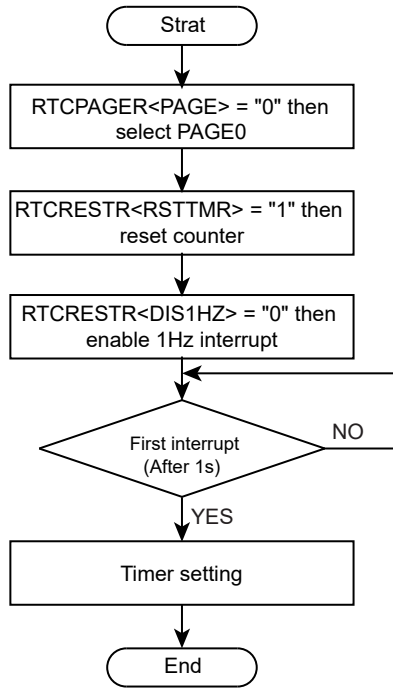 Strat
RTCPAGER<PAGE> = "0" then
select PAGE0
RTCRESTR<RSTTMR> = "1" then
reset counter
RTCRESTR<DIS1HZ> = "0" then
enable 1Hz interrupt
First interrupt
(After 1s)
NO
YES
Timer setting
End